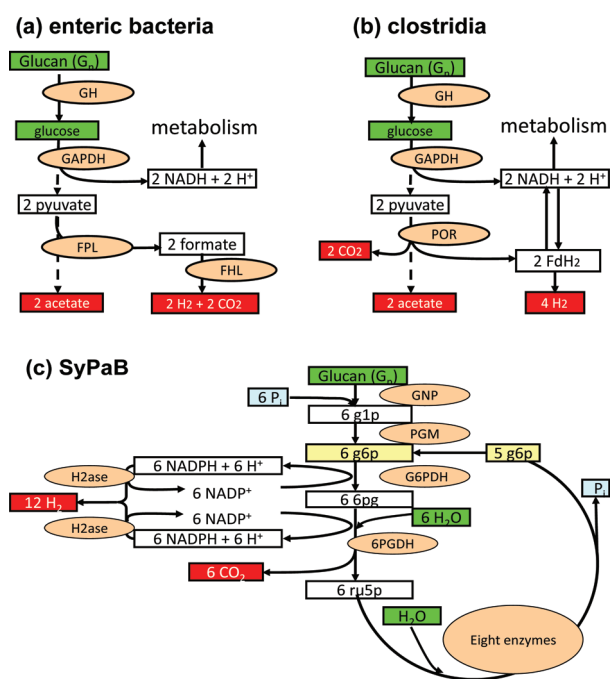 (a) enteric bacteria
Glucan (Gn)
GH
glucose
metabolism
GAPDH
2 NADH + 2 H⁺
2 pyuvate
FPL
2 formate
FHL
2 acetate
2 H₂ + 2 CO₂
(b) clostridia
Glucan (Gn)
GH
glucose
metabolism
GAPDH
2 NADH + 2 H⁺
2 pyuvate
POR
2 CO₂
2 FdH₂
2 acetate
4 H₂
(c) SyPaB
Glucan (Gn)
6 Pi
GNP
6 g1p
PGM
6 NADPH + 6 H⁺
6 g6p
5 g6p
H2ase
G6PDH
Pi
6 NADP⁺
12 H₂
6 6pg
6 NADP⁺
6 H₂O
H2ase
6 NADPH + 6 H⁺
6PGDH
6 CO₂
6 ru5p
H₂O
Eight enzymes